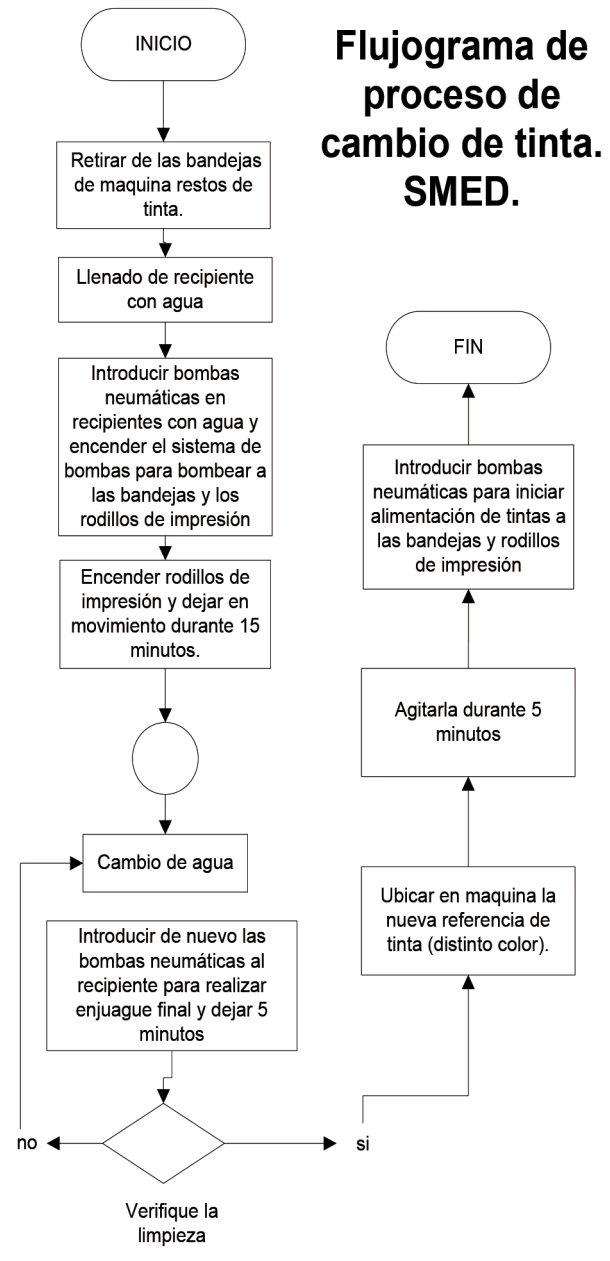 Flujograma de
proceso de
cambio de tinta.
SMED.
INICIO
Retirar de las bandejas
de maquina restos de
tinta.
Llenado de recipiente
con agua
Introducir bombas
neumáticas en
recipientes con agua y
encender el sistema de
bombas para bombear a
las bandejas y los
rodillos de impresión
Encender rodillos de
impresión y dejar en
movimiento durante 15
minutos.
Cambio de agua
Introducir de nuevo las
bombas neumáticas al
recipiente para realizar
enjuague final y dejar 5
minutos
no
si
Verifique la
limpieza
Ubicar en maquina la
nueva referencia de
tinta (distinto color).
Agitarla durante 5
minutos
Introducir bombas
neumáticas para iniciar
alimentación de tintas a
las bandejas y rodillos
de impresión
FIN